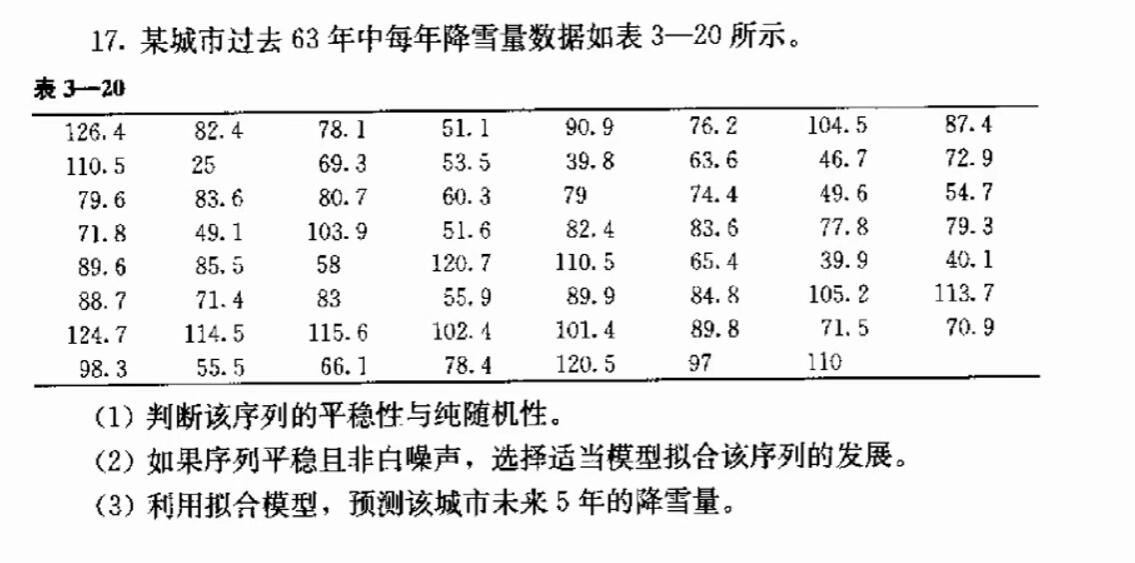 17. 某城市过去 63 年中每年降雪量数据如表 3—20 所示。
表 3—20
126.4 82.4 78.1 51.1 90.9 76.2 104.5 87.4
110.5 25 69.3 53.5 39.8 63.6 46.7 72.9
79.6 83.6 80.7 60.3 79 74.4 49.6 54.7
71.8 49.1 103.9 51.6 82.4 83.6 77.8 79.3
89.6 85.5 58 120.7 110.5 65.4 39.9 40.1
88.7 71.4 83 55.9 89.9 84.8 105.2 113.7
124.7 114.5 115.6 102.4 101.4 89.8 71.5 70.9
98.3 55.5 66.1 78.4 120.5 97 110
(1) 判断该序列的平稳性与纯随机性。
(2) 如果序列平稳且非白噪声，选择适当模型拟合该序列的发展。
(3) 利用拟合模型，预测该城市未来 5 年的降雪量。